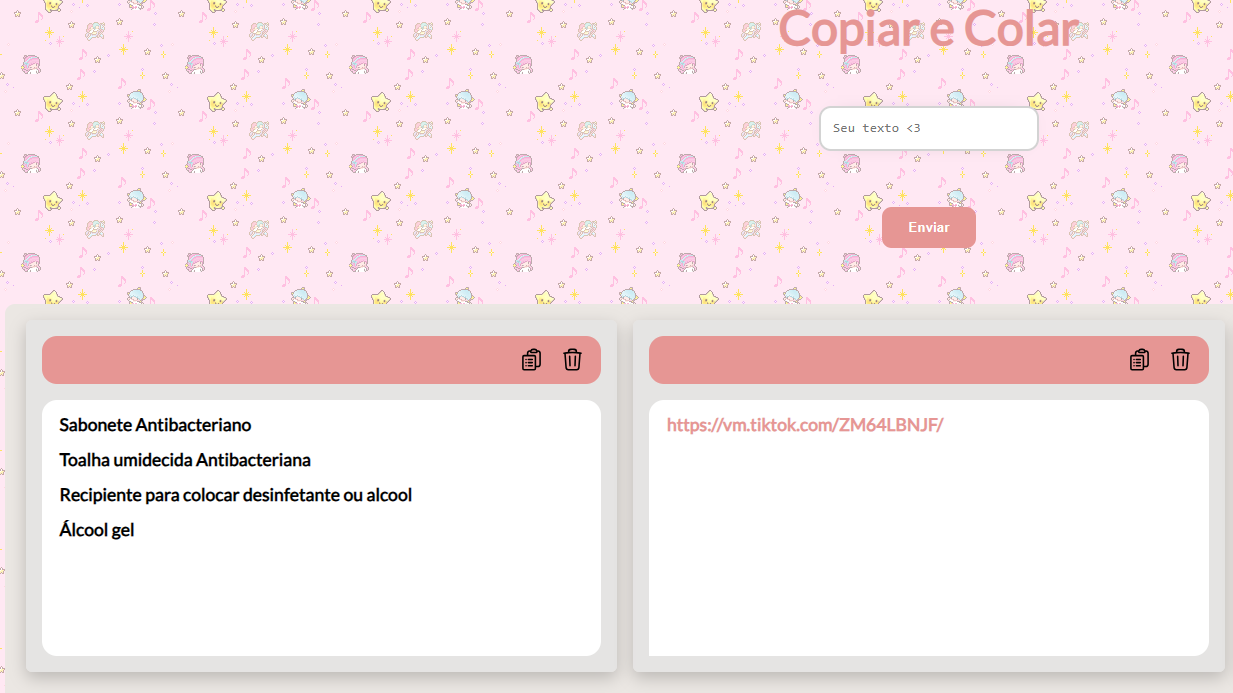 Copiar e Colar
Seu texto <3
Enviar
Sabonete Antibacteriano
Toalha umidecida Antibacteriana
Recipiente para colocar desinfetante ou alcool
Álcool gel
https://vm.tiktok.com/ZM64LBNJF/